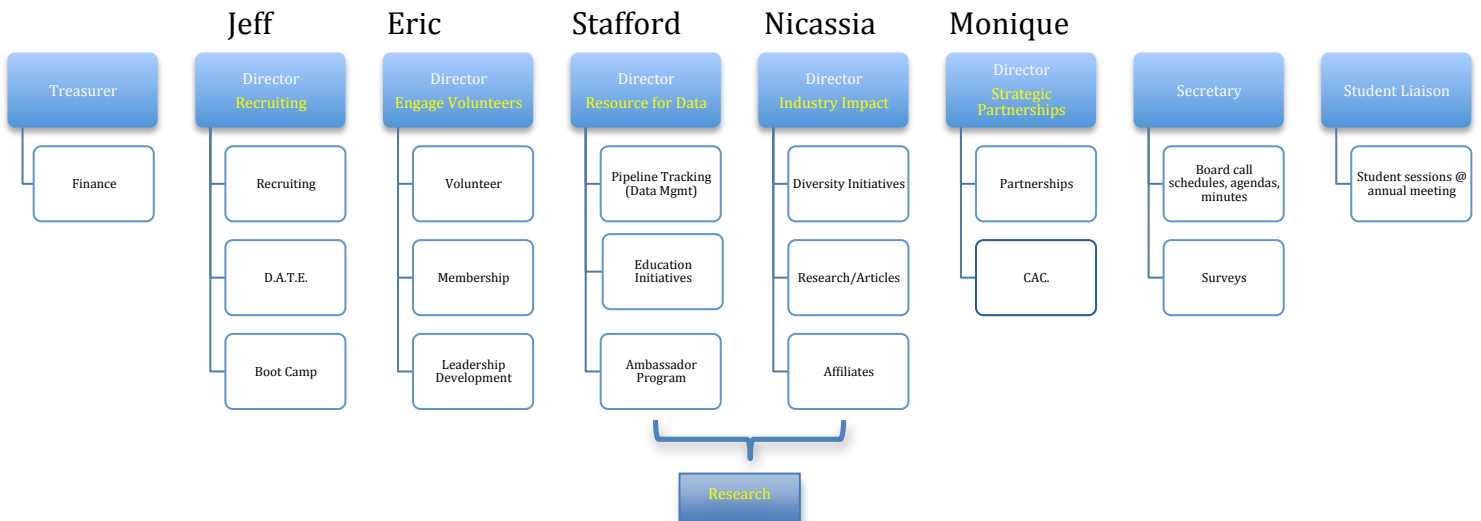 Jeff
Eric
Stafford
Nicassia
Monique
Treasurer
Finance
Director
Recruiting
Recruiting
D.A.T.E.
Boot Camp
Director
Engage Volunteers
Volunteer
Membership
Leadership
Development
Director
Resource for Data
Pipeline Tracking
(Data Mgmt)
Education
Initiatives
Ambassador
Program
Director
Industry Impact
Diversity Initiatives
Research/Articles
Affiliates
Director
Strategic
Partnerships
Partnerships
CAC.
Secretary
Board call
schedules, agendas,
minutes
Surveys
Student Liaison
Student sessions @
annual meeting
Research